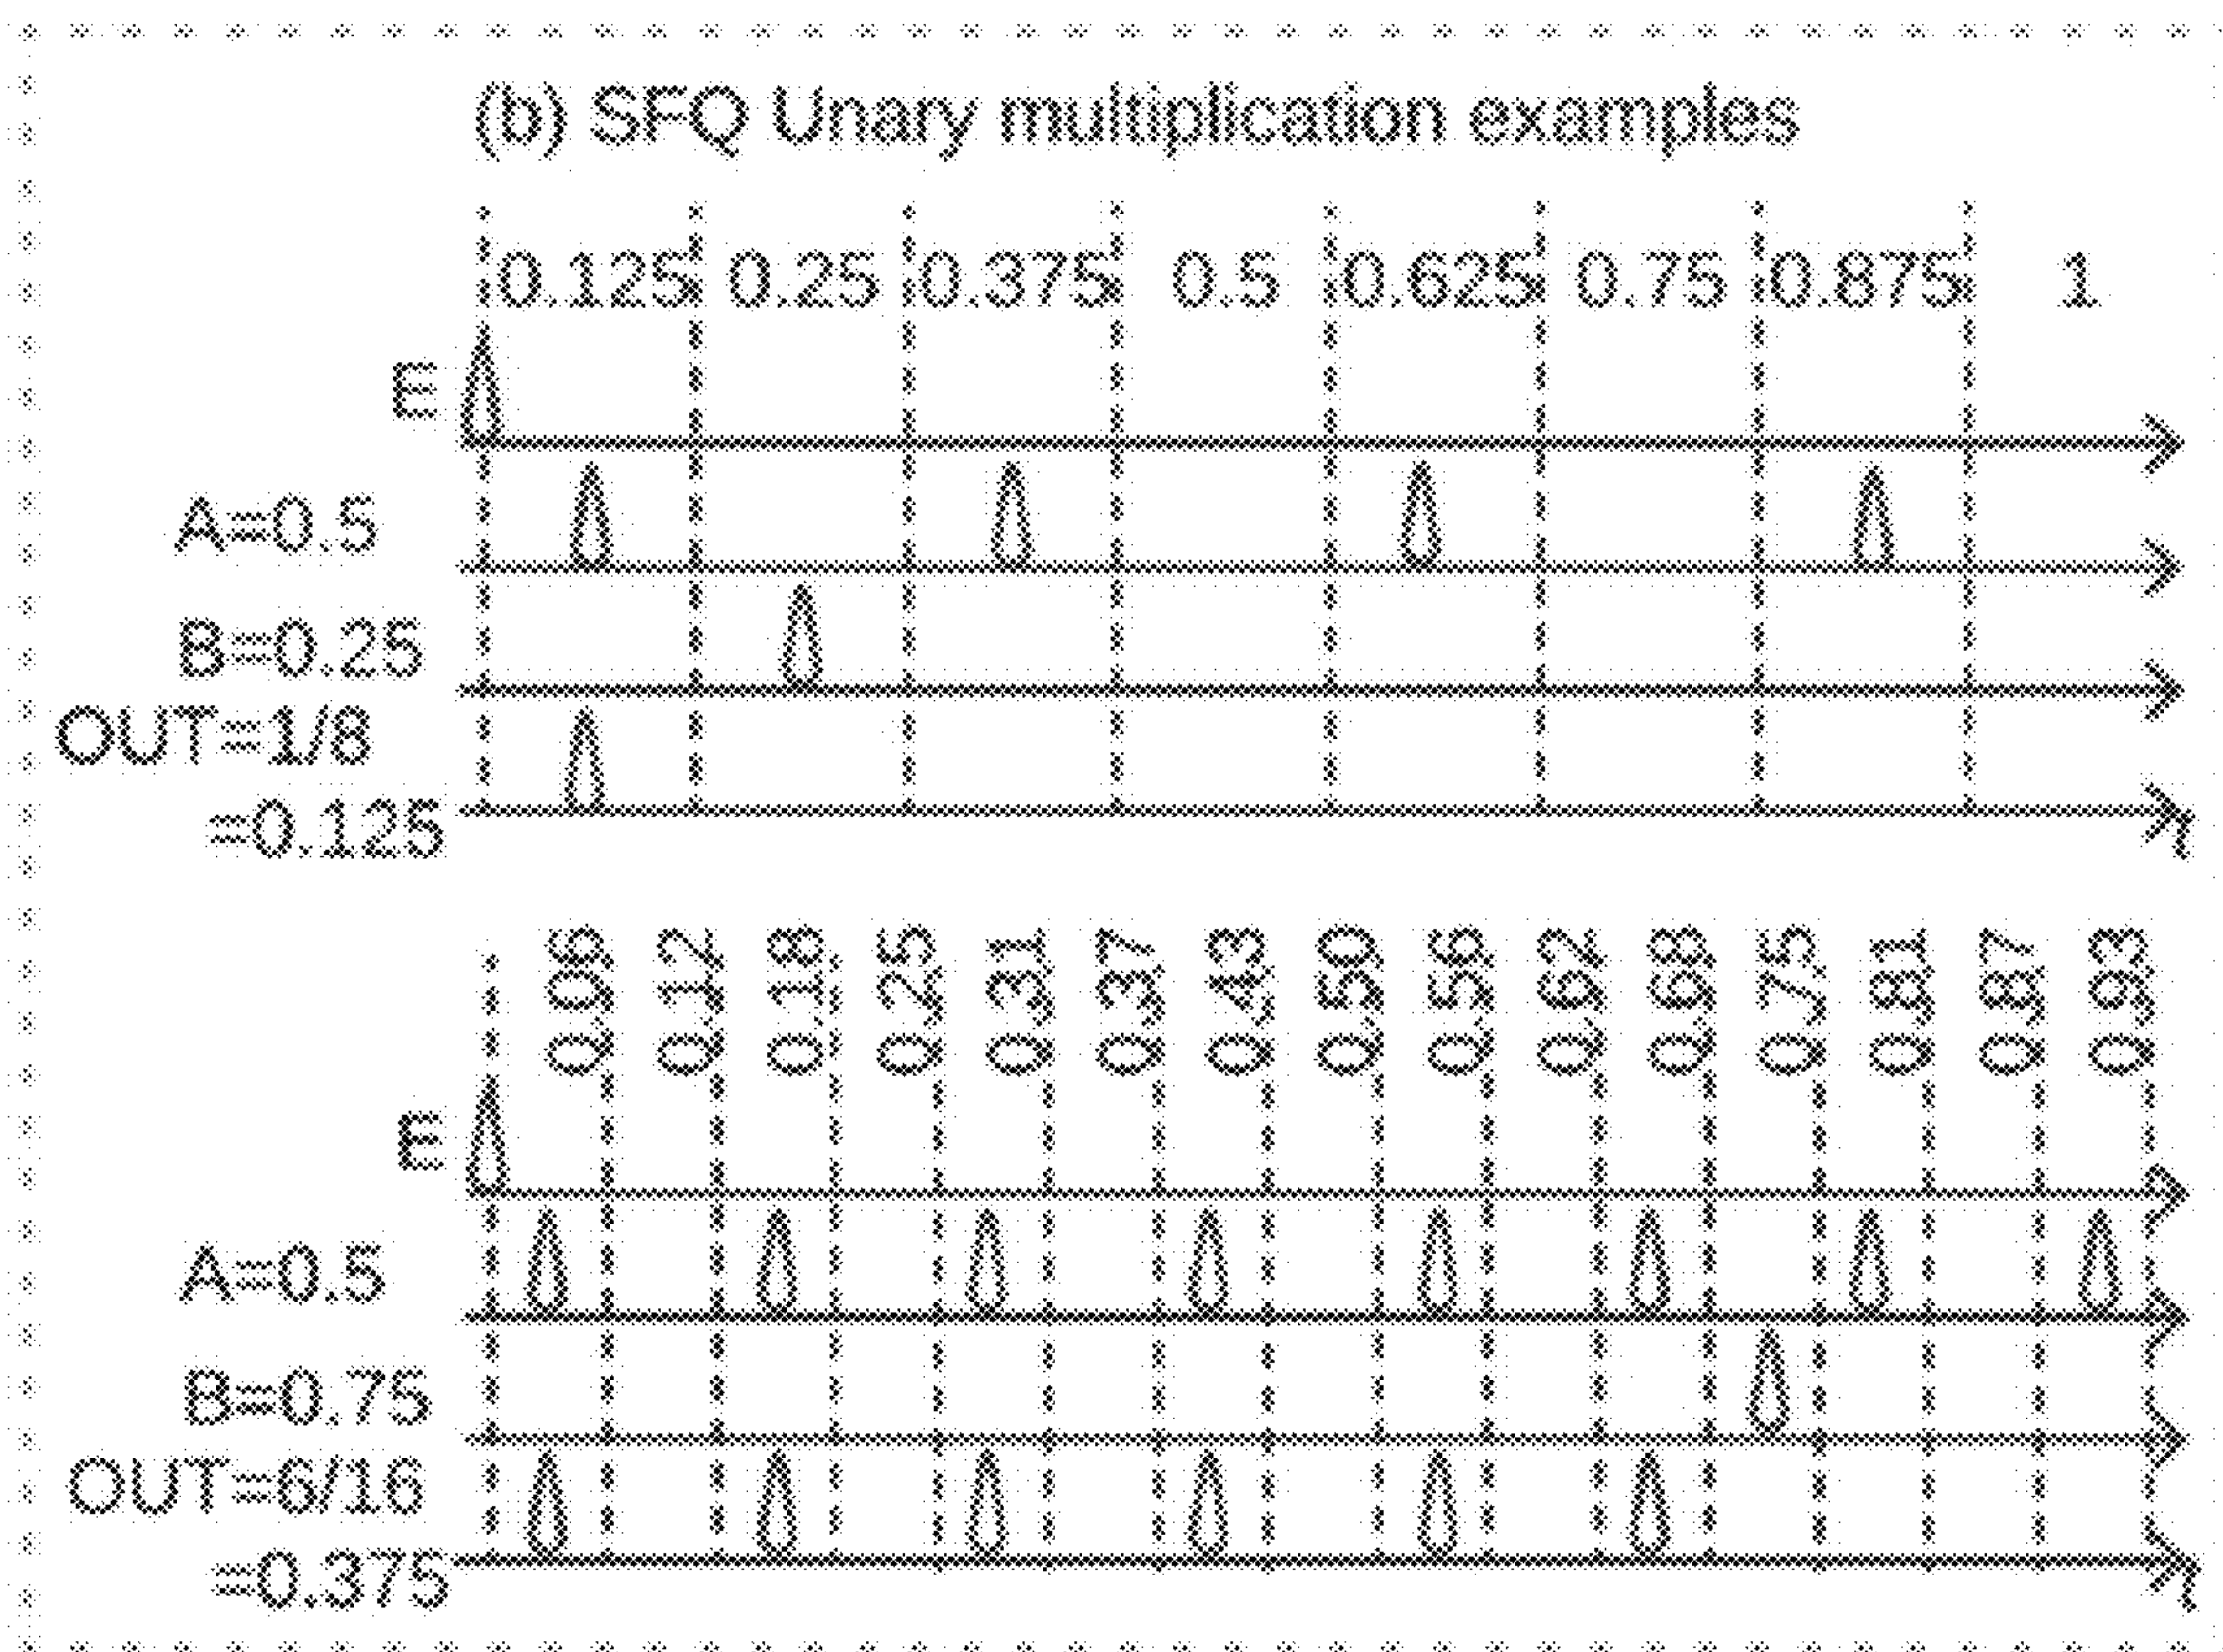 (b) SFQ Unary multiplication examples
0.125 0.25 0.375 0.5 0.625 0.75 0.875 1
E
A=0.5
B=0.25
OUT=1/8
=0.125
t
0.06 0.12 0.18 0.25 0.31 0.37 0.43 0.50 0.56 0.62 0.68 0.75 0.81 0.87 0.93
E
A=0.5
B=0.75
OUT=6/16
=0.375
t